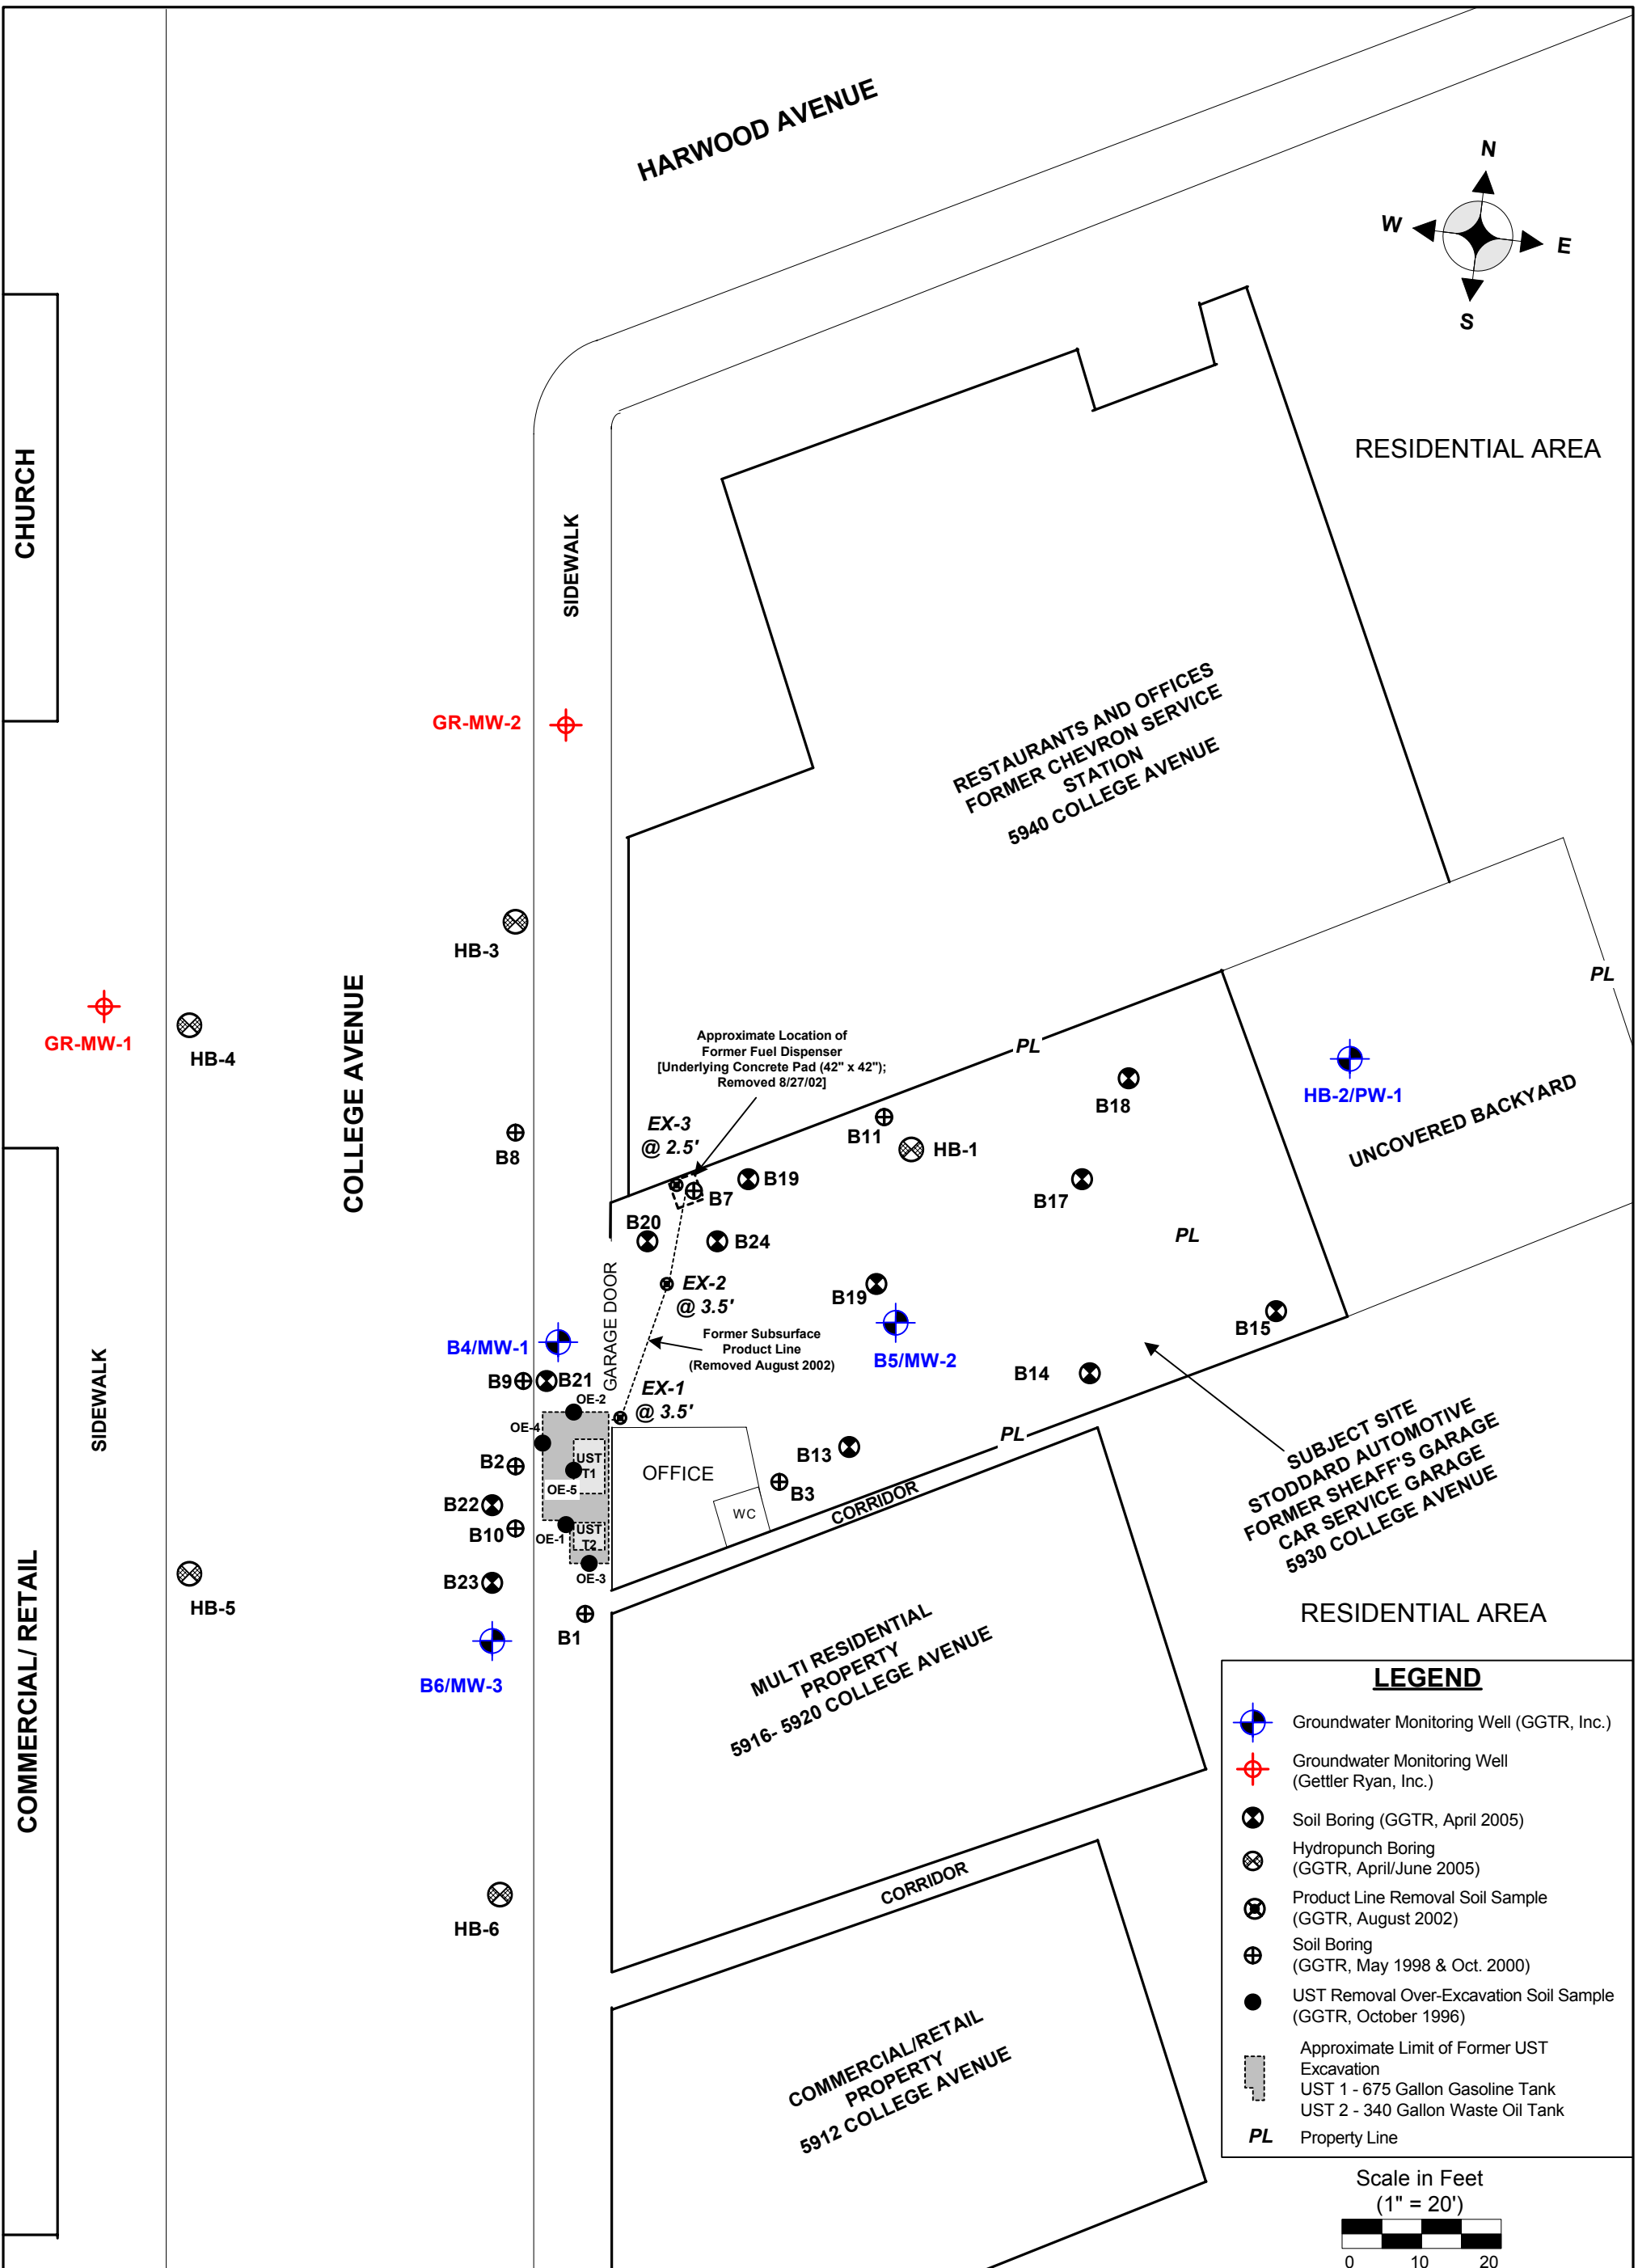 HARWOOD AVENUE
N
W
E
S
RESIDENTIAL AREA
CHURCH
SIDEWALK
GR-MW-2
RESTAURANTS AND OFFICES
FORMER CHEVRON SERVICE
STATION
5940 COLLEGE AVENUE
HB-3
COLLEGE AVENUE
GR-MW-1
HB-4
PL
Approximate Location of
Former Fuel Dispenser
[Underlying Concrete Pad (42" x 42");
Removed 8/27/02]
PL
HB-2/PW-1
UNCOVERED BACKYARD
B18
B8
EX-3
@ 2.5'
B11
HB-1
B7
B19
B17
B20
B24
PL
GARAGE DOOR
EX-2
@ 3.5'
B19
B15
B4/MW-1
Former Subsurface
Product Line
(Removed August 2002)
B5/MW-2
B14
B9
B21
OE-2
EX-1
@ 3.5'
SIDEWALK
OE-4
PL
SUBJECT SITE
STODDARD AUTOMOTIVE
FORMER SHEAFF'S GARAGE
CAR SERVICE GARAGE
5930 COLLEGE AVENUE
B2
UST
T1
OE-5
OFFICE
B13
B3
WC
CORRIDOR
B22
B10
OE-1
UST
T2
OE-3
COMMERCIAL/ RETAIL
HB-5
B23
B1
B6/MW-3
MULTI RESIDENTIAL
PROPERTY
5916- 5920 COLLEGE AVENUE
RESIDENTIAL AREA
HB-6
CORRIDOR
COMMERCIAL/RETAIL
PROPERTY
5912 COLLEGE AVENUE
LEGEND
Groundwater Monitoring Well (GGTR, Inc.)
Groundwater Monitoring Well
(Gettler Ryan, Inc.)
Soil Boring (GGTR, April 2005)
Hydropunch Boring
(GGTR, April/June 2005)
Product Line Removal Soil Sample
(GGTR, August 2002)
Soil Boring
(GGTR, May 1998 & Oct. 2000)
UST Removal Over-Excavation Soil Sample
(GGTR, October 1996)
Approximate Limit of Former UST
Excavation
UST 1 - 675 Gallon Gasoline Tank
UST 2 - 340 Gallon Waste Oil Tank
PL Property Line
Scale in Feet
(1" = 20')
0 10 20